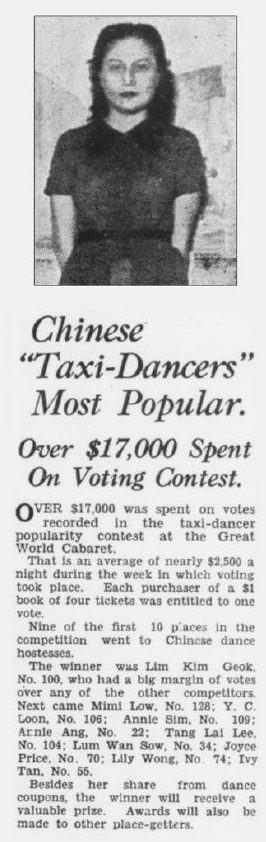 Chinese
"Taxi-Dancers"
Most Popular.
Over $17,000 Spent
On Voting Contest.
OVER $17,000 was spent on votes
recorded in the taxi-dancer
popularity contest at the Great
World Cabaret.
That is an average of nearly $2,500 a
night during the week in which voting
took place. Each purchaser of a $1
book of four tickets was entitled to one
vote.
Nine of the first 10 places in the
competition went to Chinese dance
hostesses.
The winner was Lim Kim Geok,
No. 100, who had a big margin of votes
over any of the other competitors.
Next came Mimi Low, No. 128; Y. C.
Loon, No. 106; Annie Sim, No. 109;
Annie Ang, No. 22; Tang Lai Lee,
No. 104; Lum Wan Sow, No. 34; Joyce
Price, No. 70; Lily Wong, No. 74; Ivy
Tan, No. 55.
Besides her share from dance
coupons, the winner will receive a
valuable prize. Awards will also be
made to other place-getters.